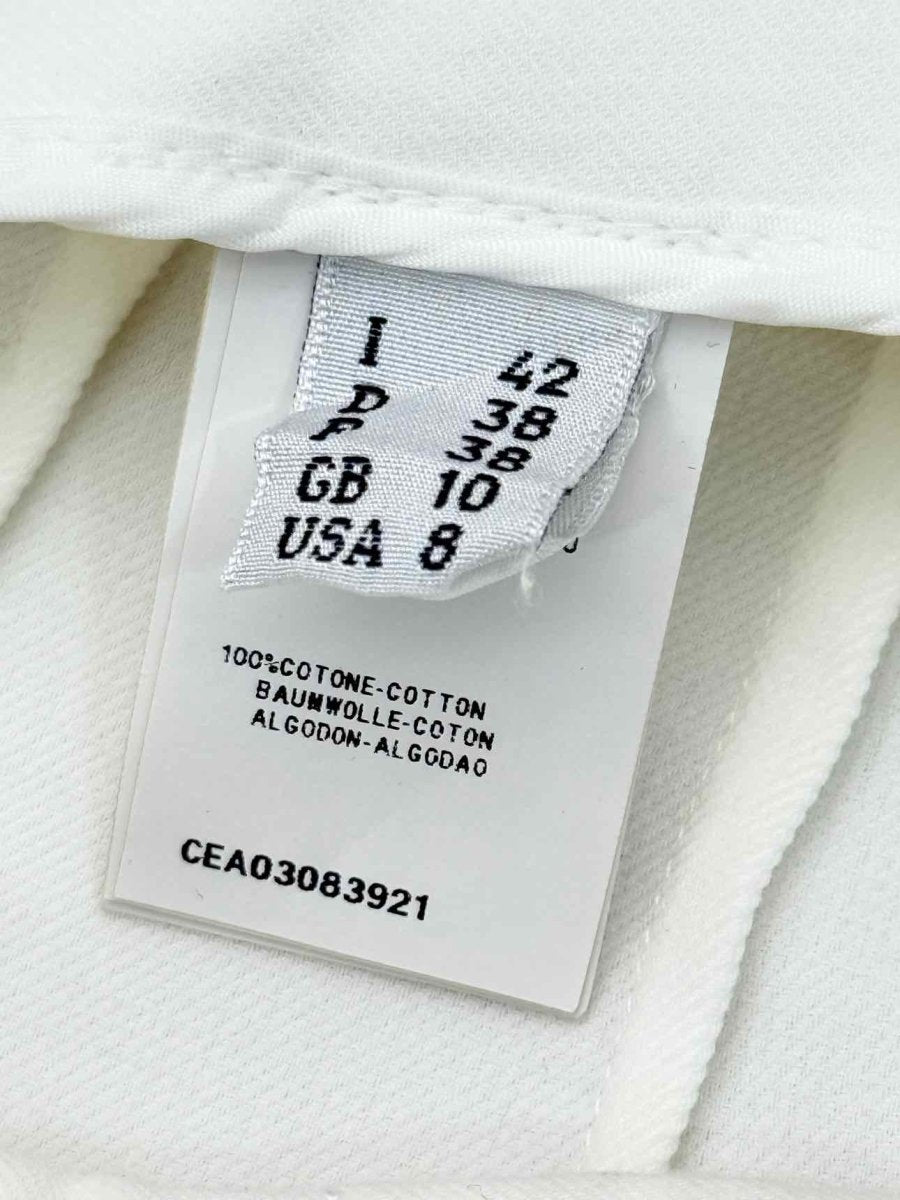 I 42
D 38
F 38
GB 10
USA 8
100%COTONE-COTTON
BAUMWOLLE-COTON
ALGODON-ALGODAO
CEA03083921